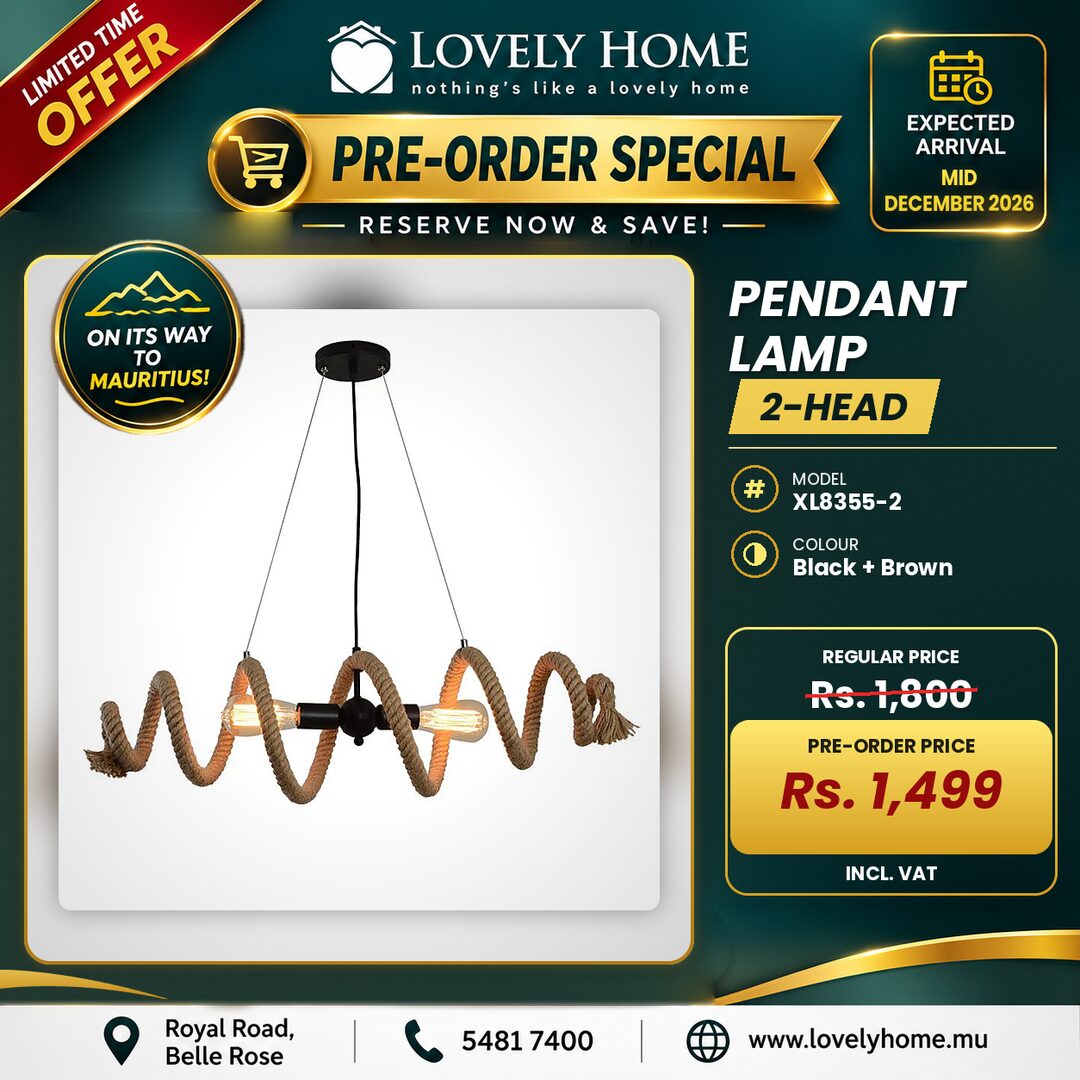 LIMITED TIME
OFFER
LOVELY HOME
nothing's like a lovely home
PRE-ORDER SPECIAL
RESERVE NOW & SAVE!
EXPECTED
ARRIVAL
MID
DECEMBER 2026
ON ITS WAY
TO
MAURITIUS!
PENDANT
LAMP
2-HEAD
#
MODEL
XL8355-2
COLOUR
Black + Brown
REGULAR PRICE
Rs. 1,800
PRE-ORDER PRICE
Rs. 1,499
INCL. VAT
Royal Road,
Belle Rose
5481 7400
www.lovelyhome.mu